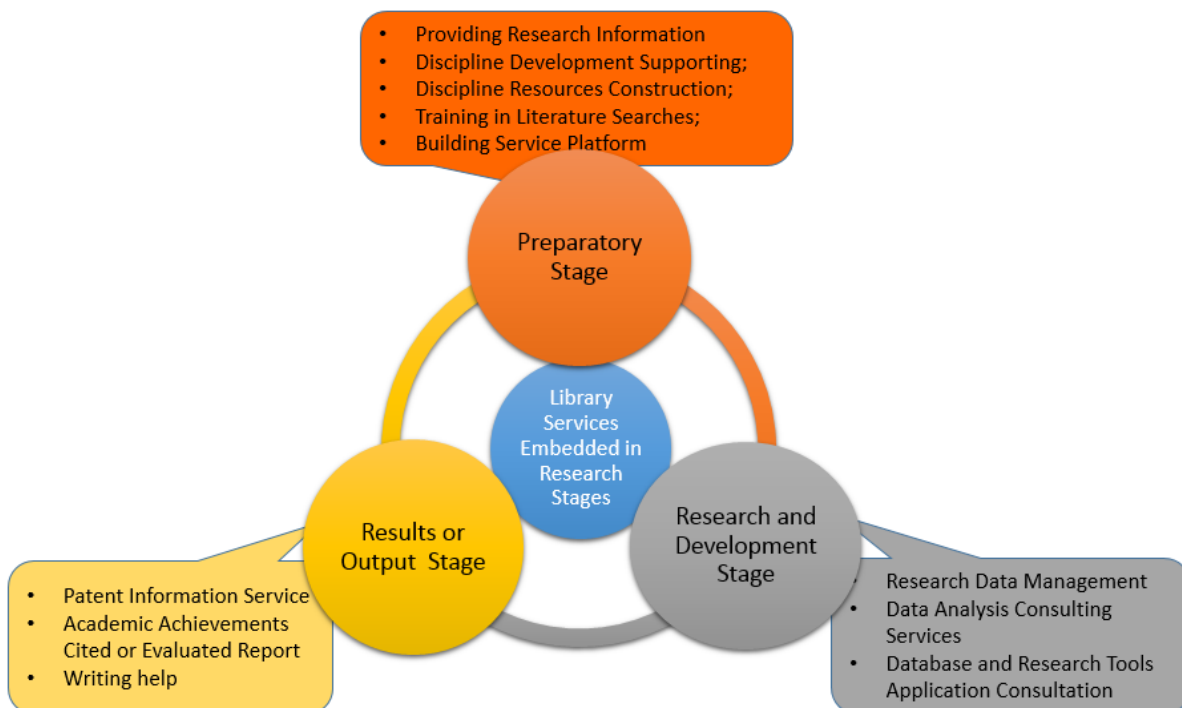 • Providing Research Information
• Discipline Development Supporting;
• Discipline Resources Construction;
• Training in Literature Searches;
• Building Service Platform
Preparatory
Stage
Library
Services
Embedded in
Research
Stages
Results or
Output Stage
Research and
Development
Stage
• Patent Information Service
• Academic Achievements
Cited or Evaluated Report
• Writing help
• Research Data Management
• Data Analysis Consulting
Services
• Database and Research Tools
Application Consultation